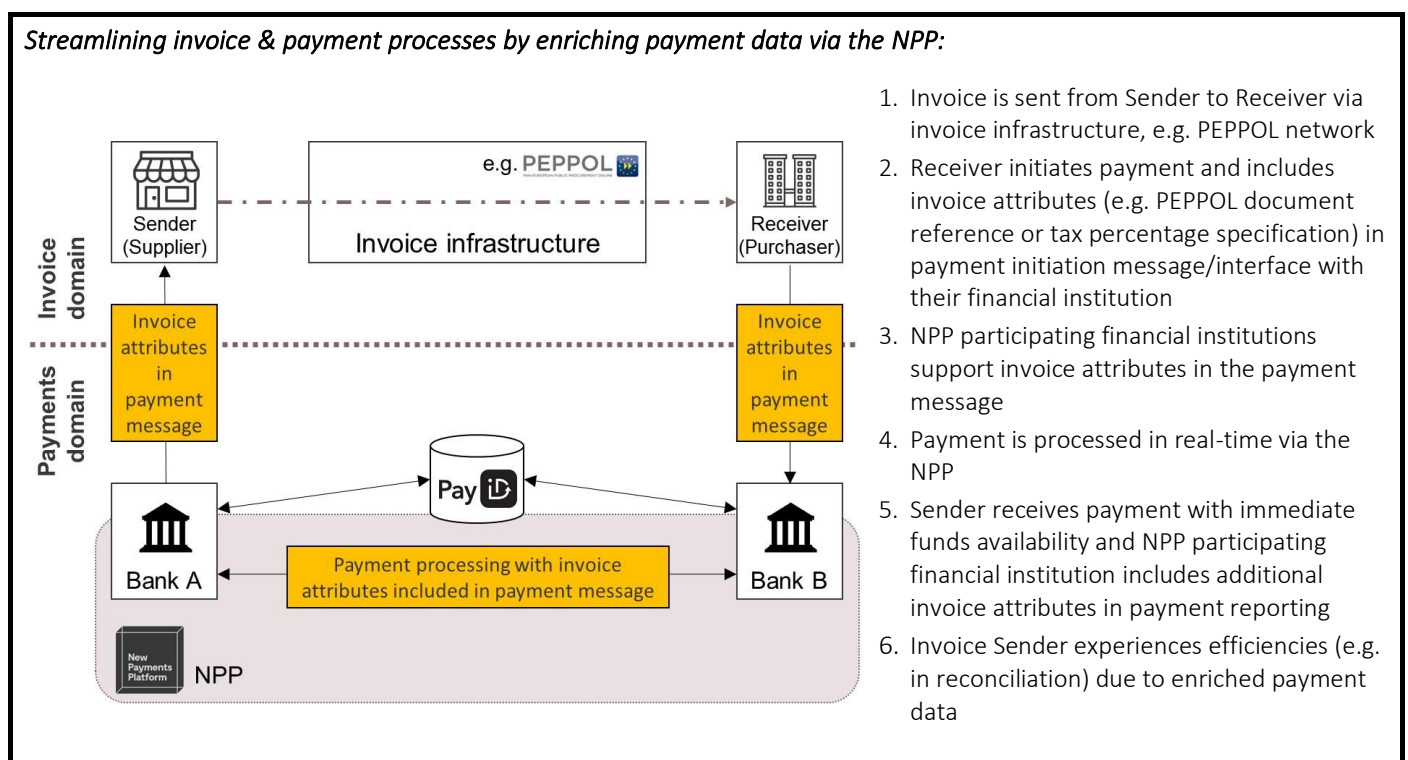 Streamlining invoice & payment processes by enriching payment data via the NPP:
Sender
(Supplier)
e.g. PEPPOL
PAN-EUROPEAN PUBLIC PROCUREMENT ONLINE
Invoice infrastructure
Receiver
(Purchaser)
Invoice
domain
Payments
domain
Invoice
attributes
in
payment
message
Invoice
attributes
in
payment
message
Pay iD
Bank A
Payment processing with invoice
attributes included in payment message
Bank B
New
Payments
Platform
NPP
1. Invoice is sent from Sender to Receiver via
invoice infrastructure, e.g. PEPPOL network
2. Receiver initiates payment and includes
invoice attributes (e.g. PEPPOL document
reference or tax percentage specification) in
payment initiation message/interface with
their financial institution
3. NPP participating financial institutions
support invoice attributes in the payment
message
4. Payment is processed in real-time via the
NPP
5. Sender receives payment with immediate
funds availability and NPP participating
financial institution includes additional
invoice attributes in payment reporting
6. Invoice Sender experiences efficiencies (e.g.
in reconciliation) due to enriched payment
data